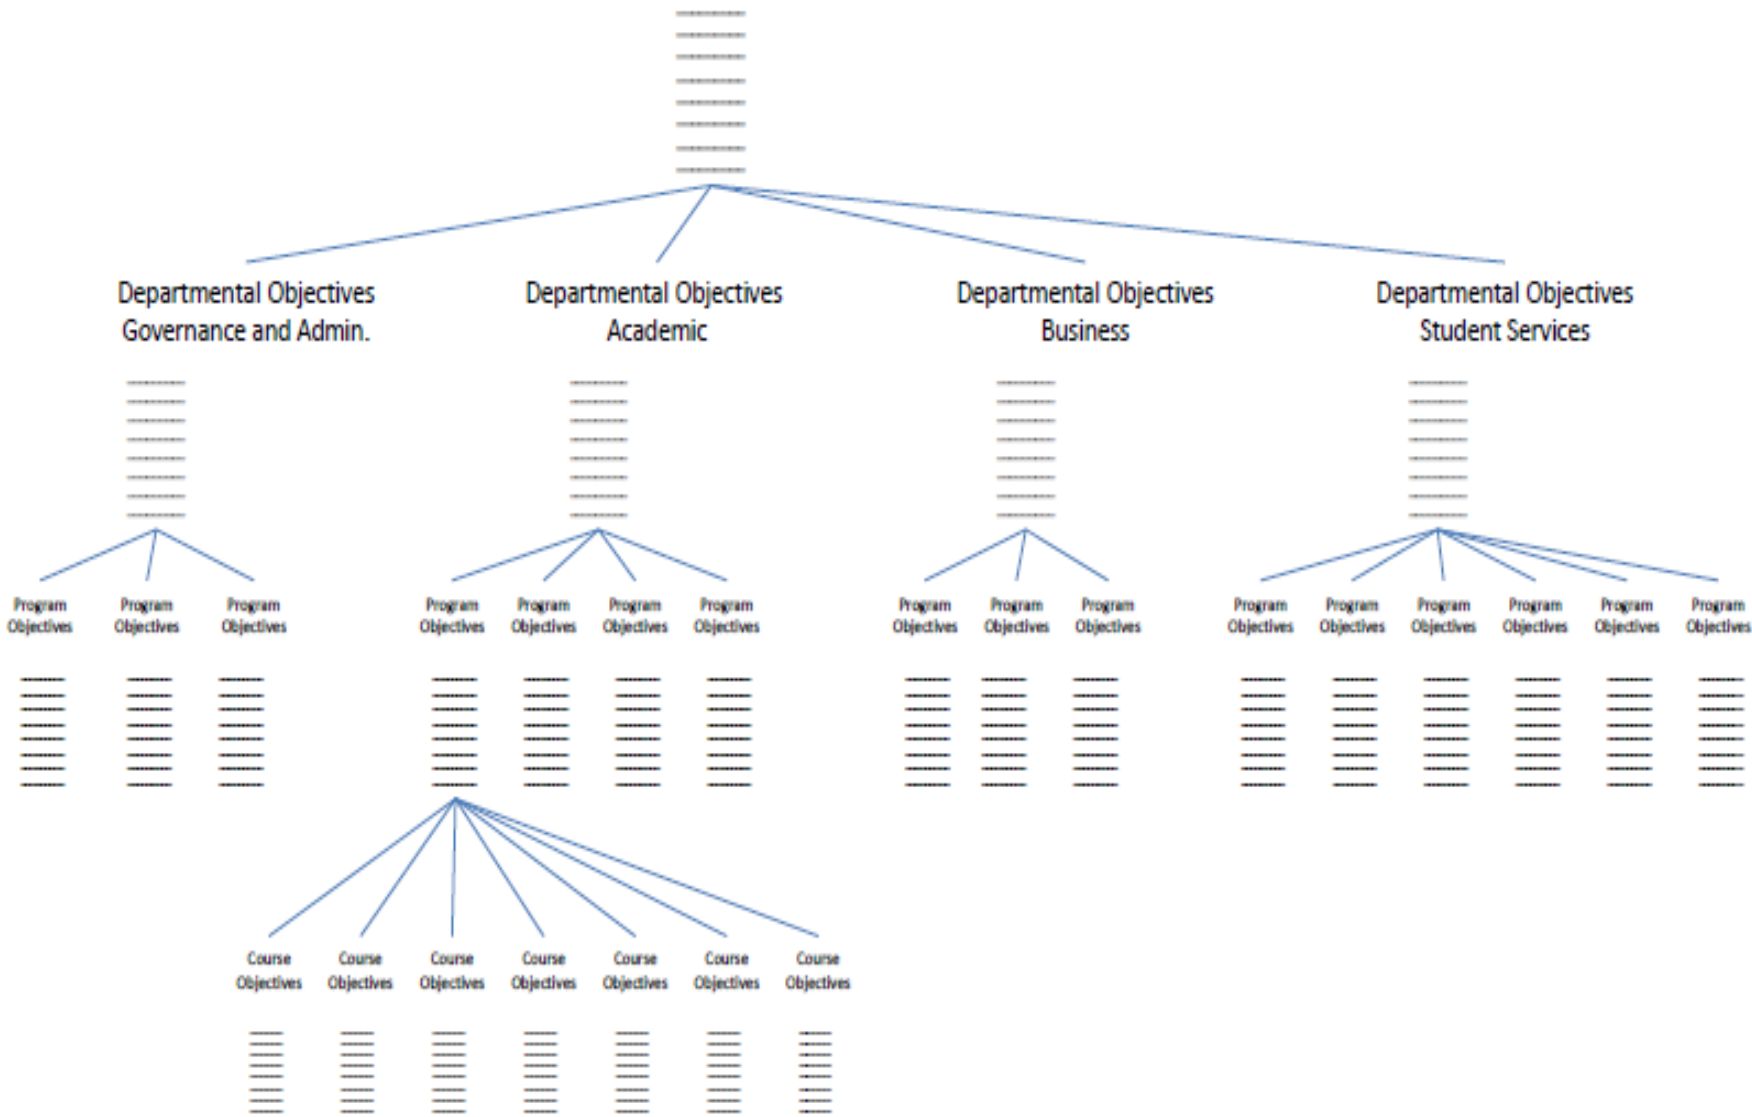 Departmental Objectives
Governance and Admin.
Departmental Objectives
Academic
Departmental Objectives
Business
Departmental Objectives
Student Services
Program
Objectives
Program
Objectives
Program
Objectives
Program
Objectives
Program
Objectives
Program
Objectives
Program
Objectives
Program
Objectives
Program
Objectives
Program
Objectives
Program
Objectives
Program
Objectives
Program
Objectives
Program
Objectives
Program
Objectives
Program
Objectives
Course
Objectives
Course
Objectives
Course
Objectives
Course
Objectives
Course
Objectives
Course
Objectives
Course
Objectives